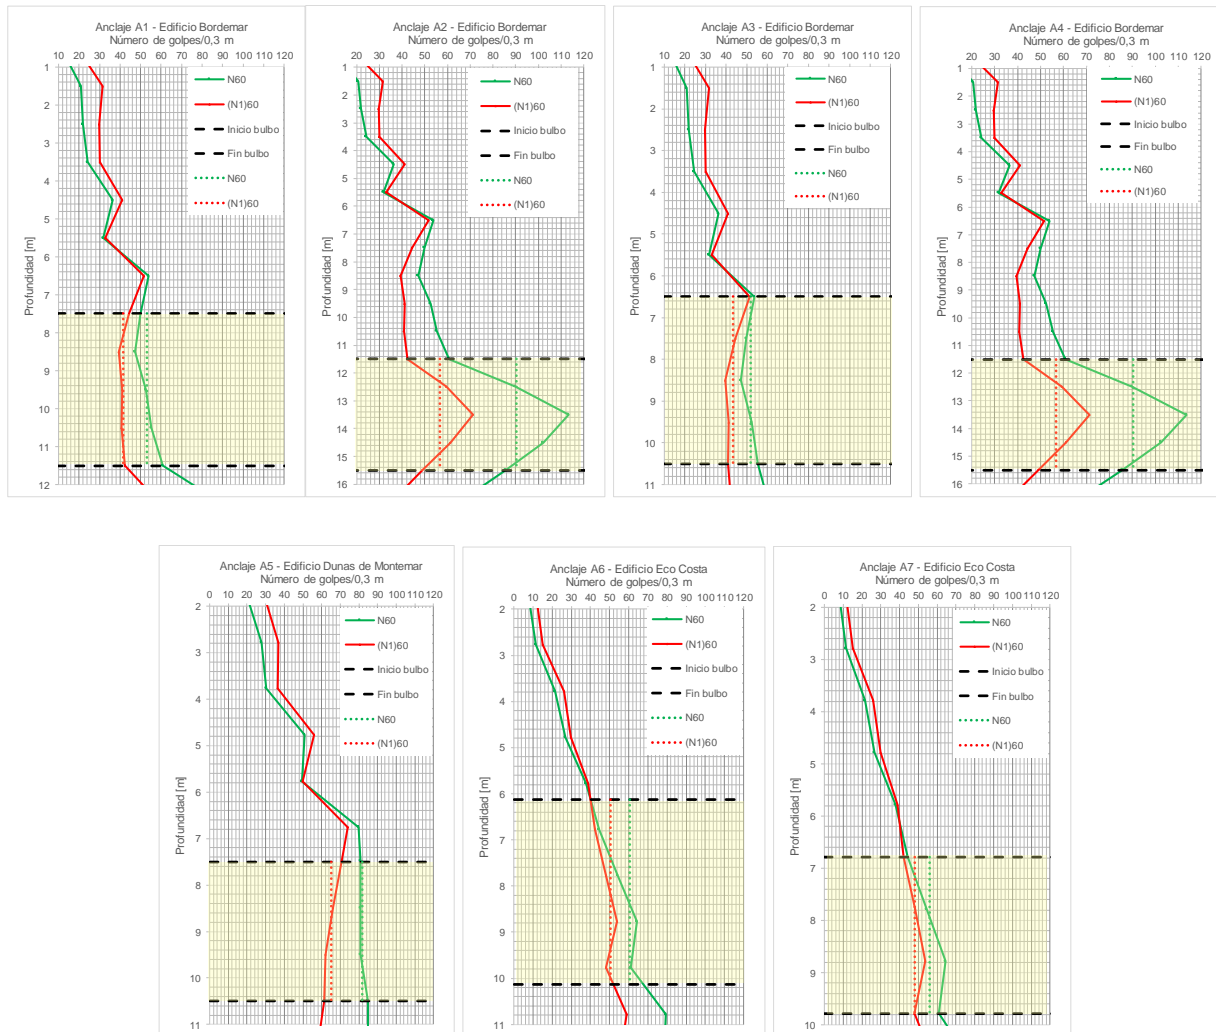 Anclaje A1 - Edificio Bordemar
Número de golpes/0,3 m
10 20 30 40 50 60 70 80 90 100 110 120
Profundidad [m]
1
2
3
4
5
6
7
8
9
10
11
12
N60
(N1)60
Inicio bulbo
Fin bulbo
N60
(N1)60
Anclaje A2 - Edificio Bordemar
Número de golpes/0,3 m
20 30 40 50 60 70 80 90 100 110 120
Profundidad [m]
1
2
3
4
5
6
7
8
9
10
11
12
13
14
15
16
N60
(N1)60
Inicio bulbo
Fin bulbo
N60
(N1)60
Anclaje A3 - Edificio Bordemar
Número de golpes/0,3 m
10 20 30 40 50 60 70 80 90 100 110 120
Profundidad [m]
1
2
3
4
5
6
7
8
9
10
11
N60
(N1)60
Inicio bulbo
Fin bulbo
N60
(N1)60
Anclaje A4 - Edificio Bordemar
Número de golpes/0,3 m
20 30 40 50 60 70 80 90 100 110 120
Profundidad [m]
1
2
3
4
5
6
7
8
9
10
11
12
13
14
15
16
N60
(N1)60
Inicio bulbo
Fin bulbo
N60
(N1)60
Anclaje A5 - Edificio Dunas de Montemar
Número de golpes/0,3 m
0 10 20 30 40 50 60 70 80 90 100 110 120
Profundidad [m]
2
3
4
5
6
7
8
9
10
11
N60
(N1)60
Inicio bulbo
Fin bulbo
N60
(N1)60
Anclaje A6 - Edificio Eco Costa
Número de golpes/0,3 m
0 10 20 30 40 50 60 70 80 90 100 110 120
Profundidad [m]
2
3
4
5
6
7
8
9
10
11
N60
(N1)60
Inicio bulbo
Fin bulbo
N60
(N1)60
Anclaje A7 - Edificio Eco Costa
Número de golpes/0,3 m
0 10 20 30 40 50 60 70 80 90 100 110 120
Profundidad [m]
2
3
4
5
6
7
8
9
10
N60
(N1)60
Inicio bulbo
Fin bulbo
N60
(N1)60